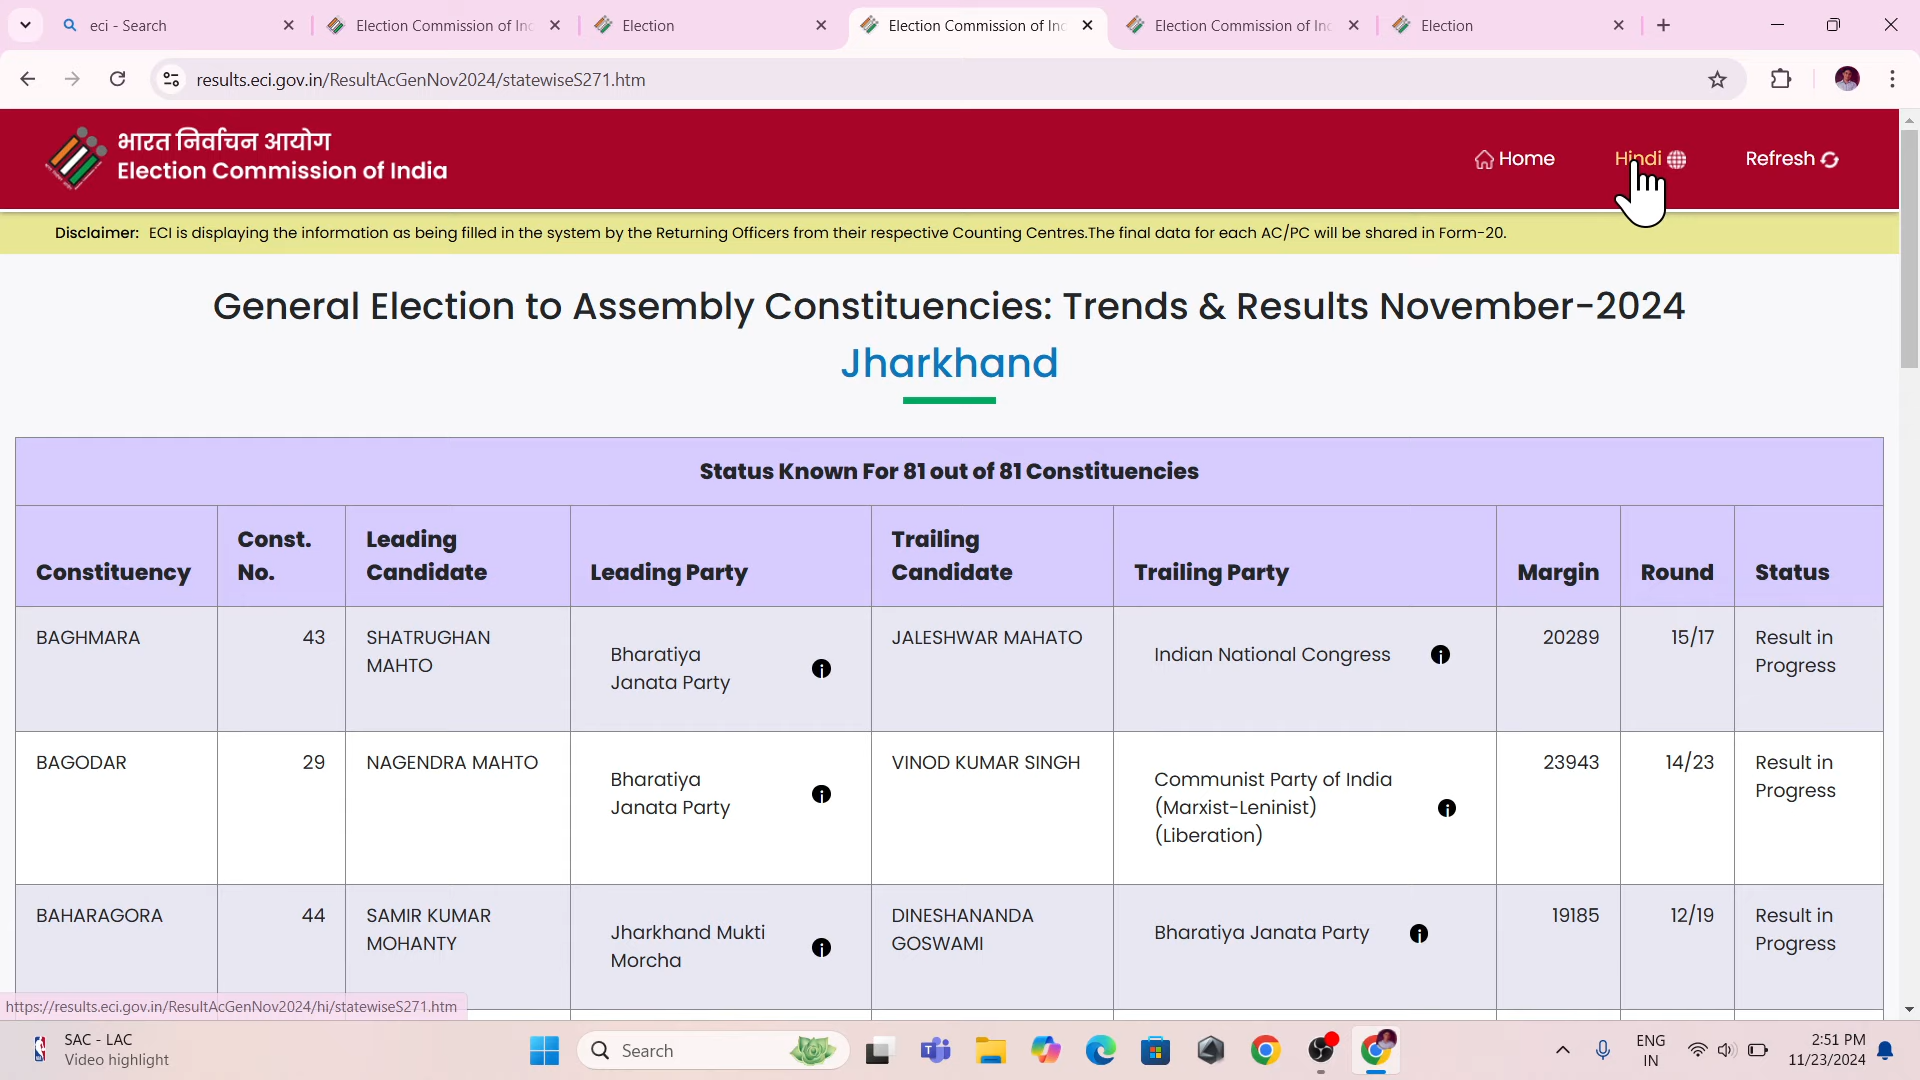 eci - Search
Election Commission of Inc
Election
Election Commission of Inc
Election Commission of Inc
Election
results.eci.gov.in/ResultAcGenNov2024/statewiseS271.htm
भारत निर्वाचन आयोग
Election Commission of India
Home
Hindi
Refresh
Disclaimer: ECI is displaying the information as being filled in the system by the Returning Officers from their respective Counting Centres.The final data for each AC/PC will be shared in Form-20.
General Election to Assembly Constituencies: Trends & Results November-2024
Jharkhand
Status Known For 81 out of 81 Constituencies
Constituency
Const.
No.
Leading
Candidate
Leading Party
Trailing
Candidate
Trailing Party
Margin
Round
Status
BAGHMARA
43
SHATRUGHAN
MAHTO
Bharatiya
Janata Party
JALESHWAR MAHATO
Indian National Congress
20289
15/17
Result in
Progress
BAGODAR
29
NAGENDRA MAHTO
Bharatiya
Janata Party
VINOD KUMAR SINGH
Communist Party of India
(Marxist-Leninist)
(Liberation)
23943
14/23
Result in
Progress
BAHARAGORA
44
SAMIR KUMAR
MOHANTY
Jharkhand Mukti
Morcha
DINESHANANDA
GOSWAMI
Bharatiya Janata Party
19185
12/19
Result in
Progress
https://results.eci.gov.in/ResultAcGenNov2024/hi/statewiseS271.htm
SAC - LAC
Video highlight
Search
ENG
IN
2:51 PM
11/23/2024